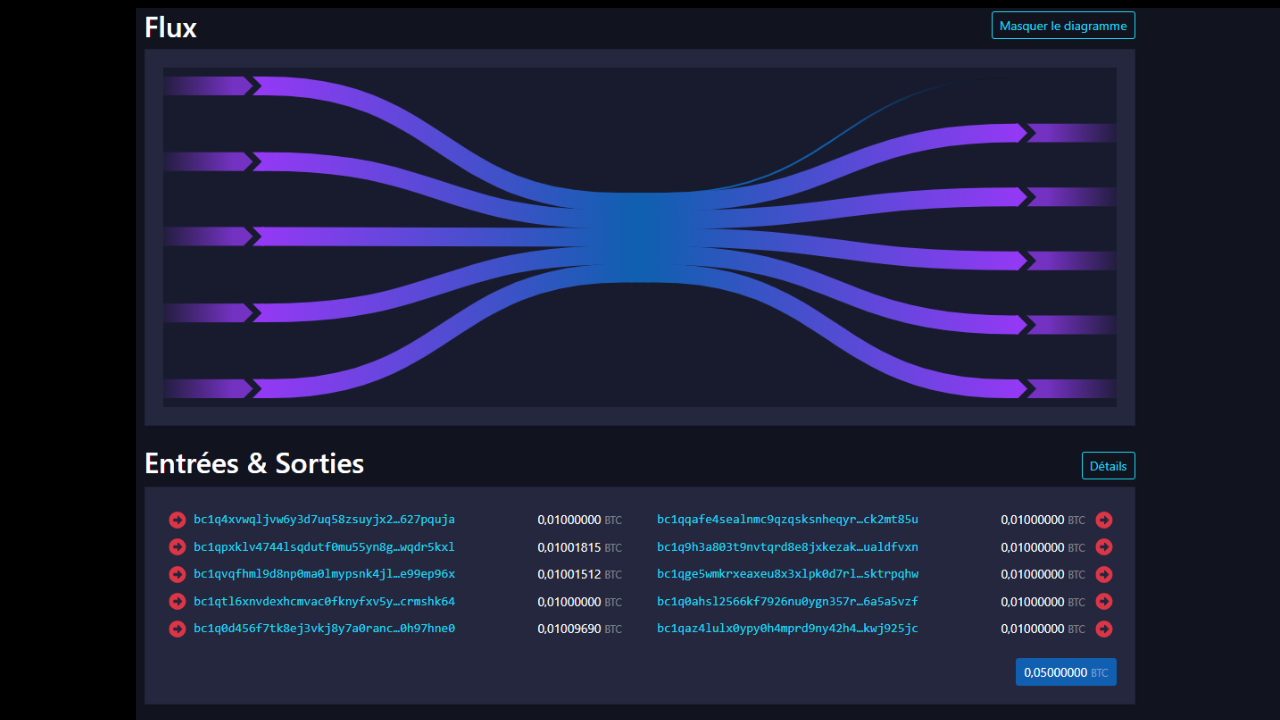 Flux
Masquer le diagramme
Entrées & Sorties
Détails
bc1q4xvwqljvw6y3d7uq58zsuyjx2…627pquja 0,01000000 BTC bc1qqafe4sealnmc9qzqsksnheqyr…ck2mt85u 0,01000000 BTC
bc1qpxklv4744lsqdutf0mu55yn8g…wqdr5kxl 0,01001815 BTC bc1q9h3a803t9nvtqrd8e8jxkezak…ualdfvxn 0,01000000 BTC
bc1qvqfhml9d8np0ma0lmypsnk4jl…e99ep96x 0,01001512 BTC bc1qge5wmkrxeaxeu8x3xlpk0d7rl…sktrpqhw 0,01000000 BTC
bc1qtl6xnvdexhcmvac0fknyfxv5y…crmshk64 0,01000000 BTC bc1q0ahsl2566kf7926nu0ygn357r…6a5a5vzf 0,01000000 BTC
bc1q0d456f7tk8ej3vkj8y7a0ranc…0h97hne0 0,01009690 BTC bc1qaz4lulx0ypy0h4mprd9ny42h4…kwj925jc 0,01000000 BTC
0,05000000 BTC